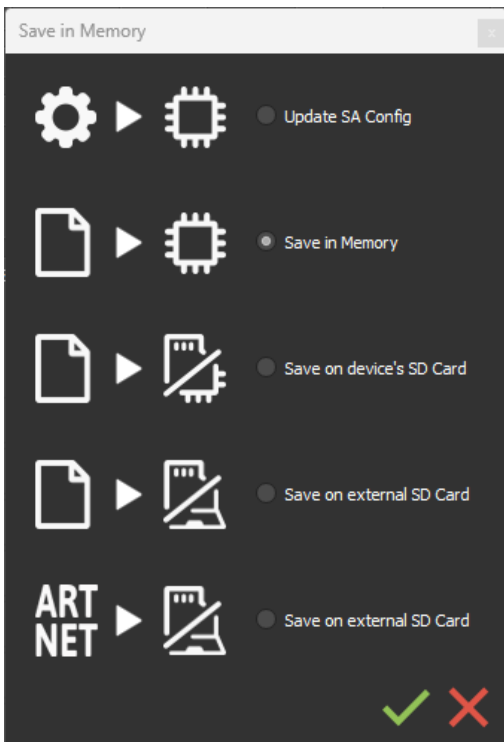 Save in Memory
x
Update SA Config
Save in Memory
Save on device's SD Card
Save on external SD Card
ART
NET
Save on external SD Card